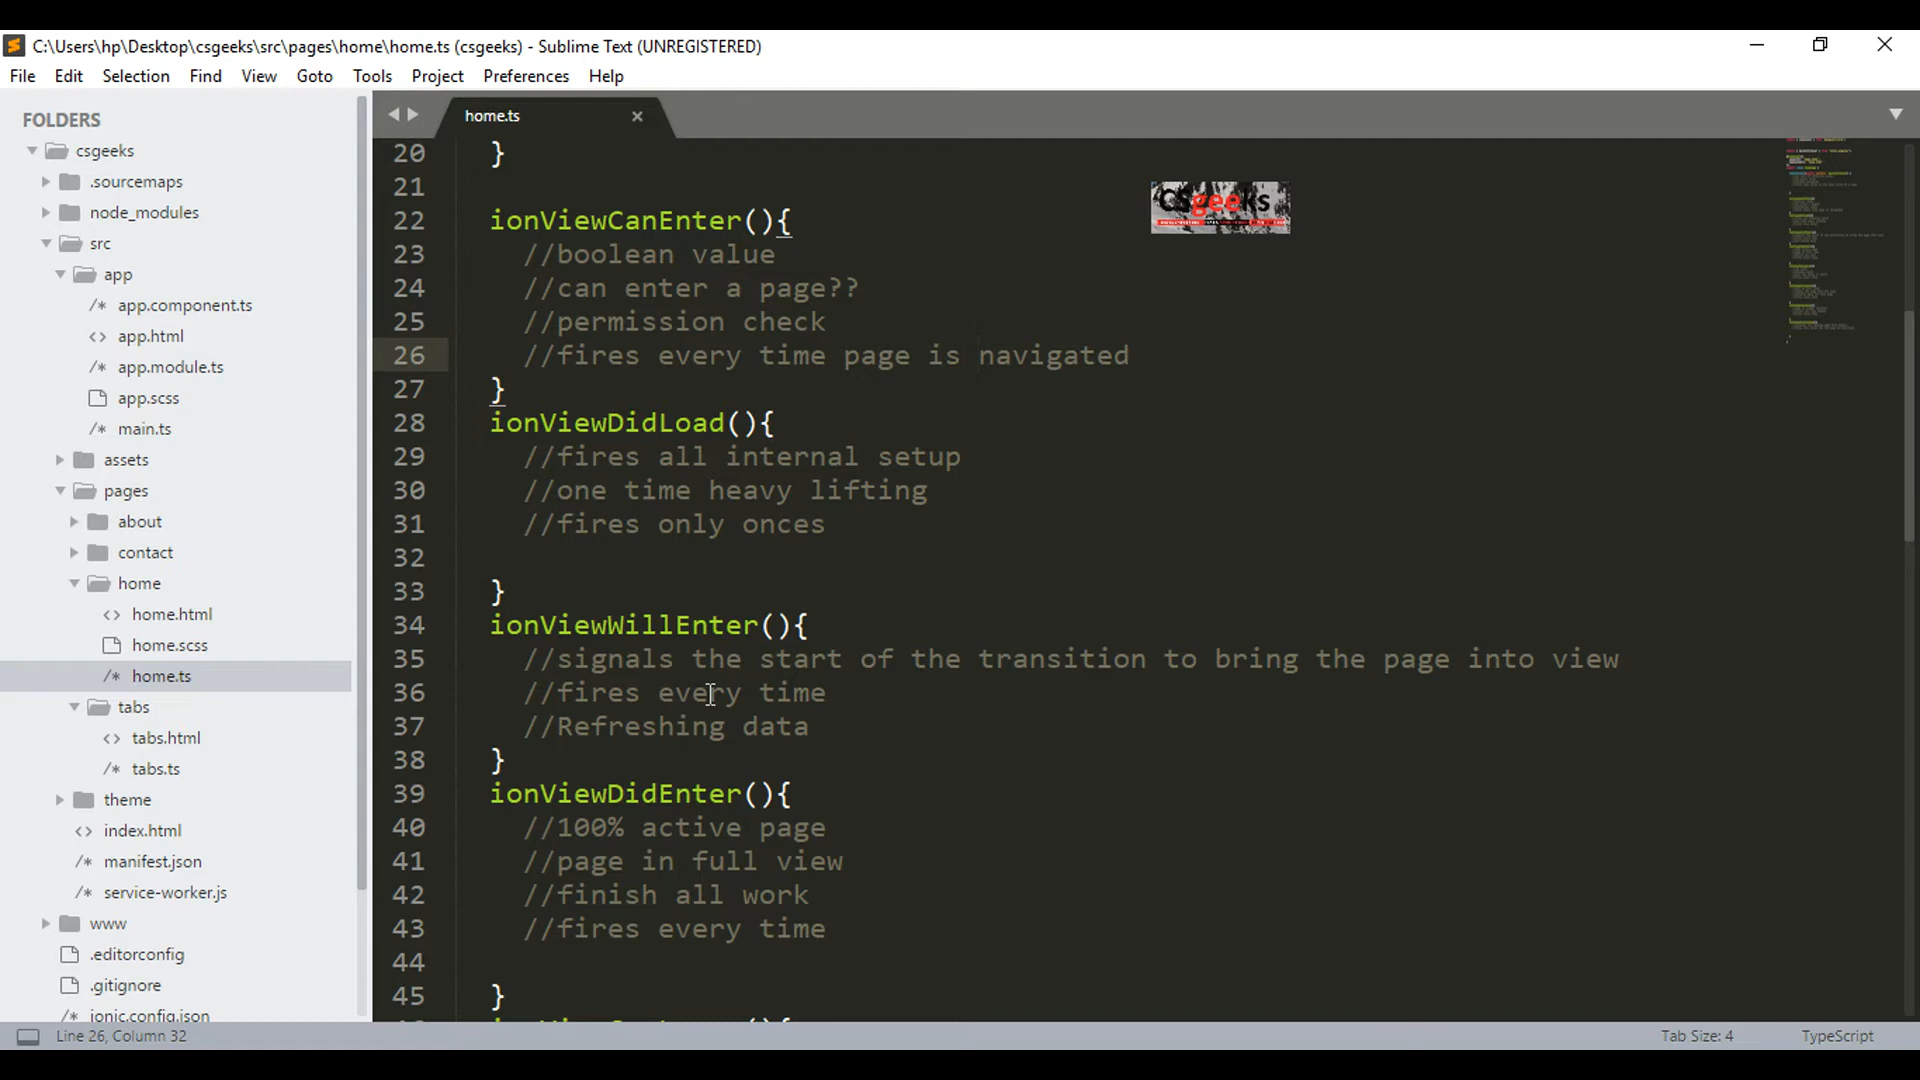 C:\Users\hp\Desktop\csgeeks\src\pages\home\home.ts (csgeeks) - Sublime Text (UNREGISTERED)
File Edit Selection Find View Goto Tools Project Preferences Help
FOLDERS
csgeeks
.sourcemaps
node_modules
src
app
/* app.component.ts
<> app.html
/* app.module.ts
app.scss
/* main.ts
assets
pages
about
contact
home
<> home.html
home.scss
/* home.ts
tabs
<> tabs.html
/* tabs.ts
theme
<> index.html
/* manifest.json
/* service-worker.js
www
.editorconfig
.gitignore
/* ionic.config.json
home.ts
CSgeeks
20 }
21
22 ionViewCanEnter(){
23 //boolean value
24 //can enter a page??
25 //permission check
26 //fires every time page is navigated
27 }
28 ionViewDidLoad(){
29 //fires all internal setup
30 //one time heavy lifting
31 //fires only onces
32
33 }
34 ionViewWillEnter(){
35 //signals the start of the transition to bring the page into view
36 //fires every time
37 //Refreshing data
38 }
39 ionViewDidEnter(){
40 //100% active page
41 //page in full view
42 //finish all work
43 //fires every time
44
45 }
Line 26, Column 32
Tab Size: 4
TypeScript